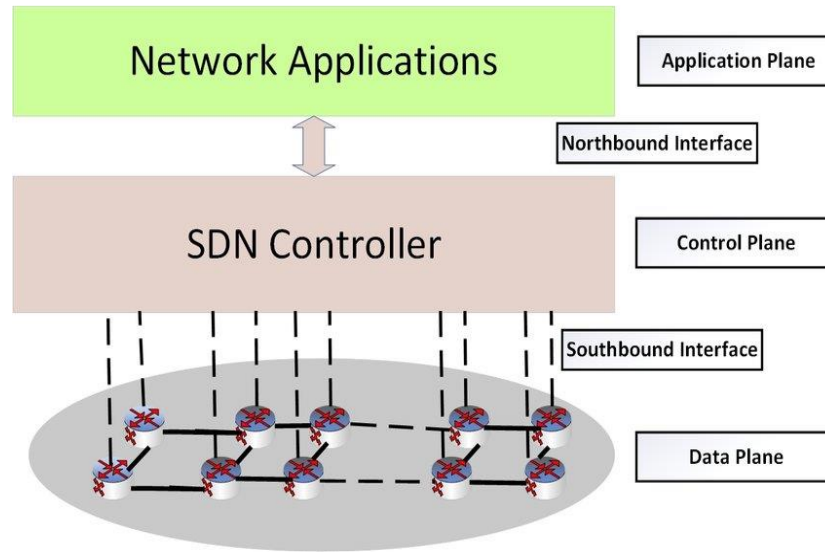 Network Applications
Application Plane
Northbound Interface
SDN Controller
Control Plane
Southbound Interface
Data Plane